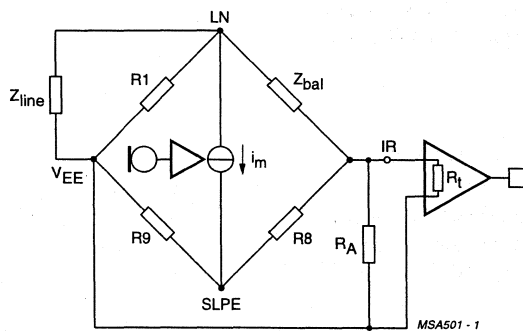 LN
R1
Zbal
Zline
IR
im
Rt
VEE
R9
R8
RA
SLPE
MSA501 - 1